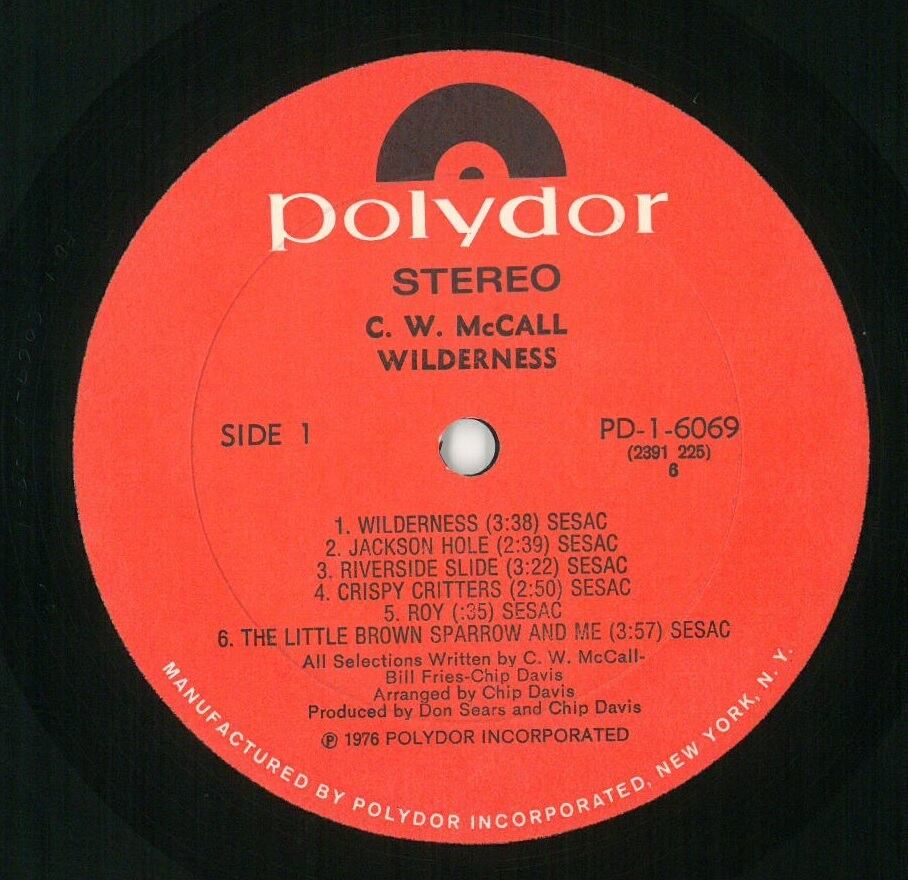 polydor
STEREO
C. W. McCALL
WILDERNESS
SIDE 1
PD-1-6069
(2391 225)
6
1. WILDERNESS (3:38) SESAC
2. JACKSON HOLE (2:39) SESAC
3. RIVERSIDE SLIDE (3:22) SESAC
4. CRISPY CRITTERS (2:50) SESAC
5. ROY (:35) SESAC
6. THE LITTLE BROWN SPARROW AND ME (3:57) SESAC
All Selections Written by C. W. McCall-
Bill Fries-Chip Davis
Arranged by Chip Davis
Produced by Don Sears and Chip Davis
℗ 1976 POLYDOR INCORPORATED
MANUFACTURED BY POLYDOR INCORPORATED, NEW YORK, N. Y.